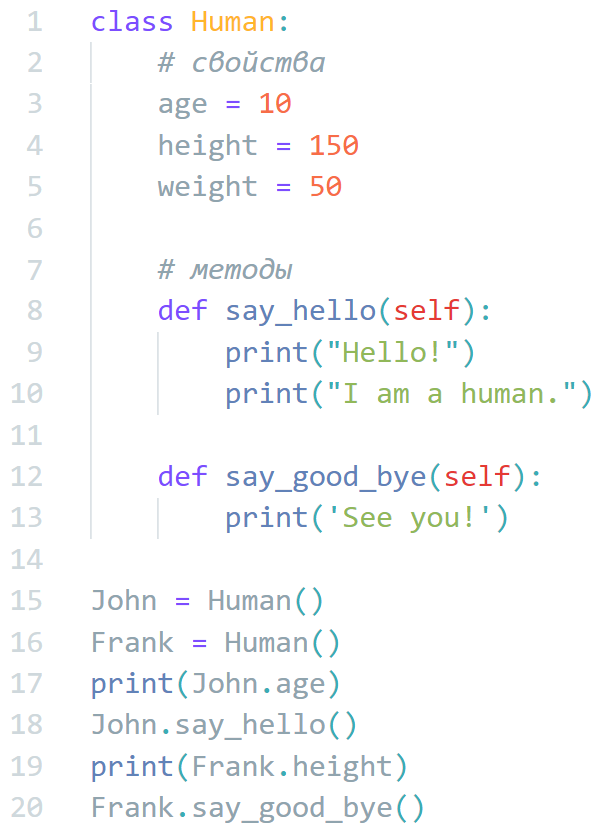 1 class Human:
2     # свойства
3     age = 10
4     height = 150
5     weight = 50
6
7     # методы
8     def say_hello(self):
9         print("Hello!")
10         print("I am a human.")
11
12     def say_good_bye(self):
13         print('See you!')
14
15 John = Human()
16 Frank = Human()
17 print(John.age)
18 John.say_hello()
19 print(Frank.height)
20 Frank.say_good_bye()